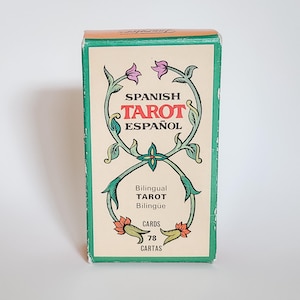 SPANISH
TAROT
ESPAÑOL
Bilingual
TAROT
Bilingüe
CARDS
78
CARTAS